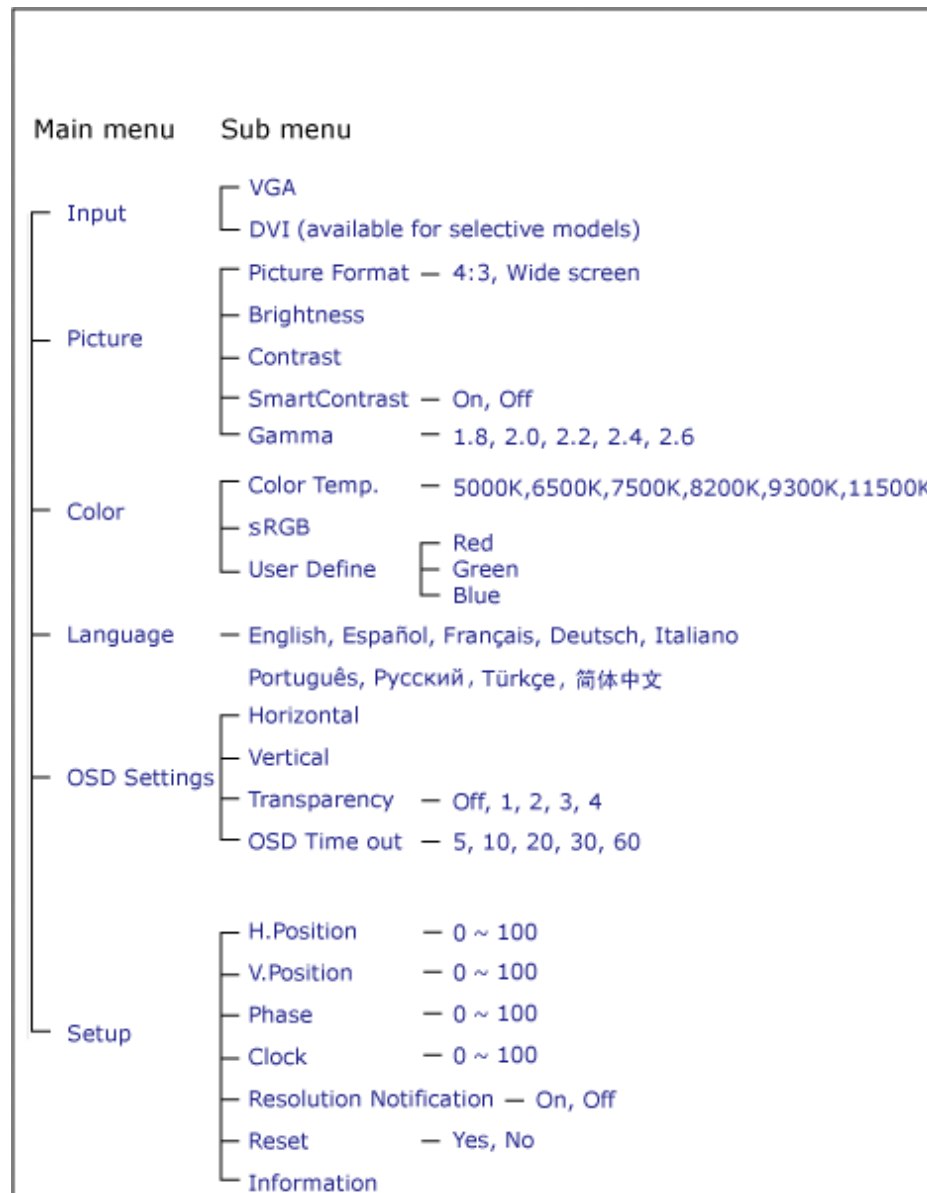 Main menu Sub menu
Input
VGA
DVI (available for selective models)
Picture
Picture Format — 4:3, Wide screen
Brightness
Contrast
SmartContrast — On, Off
Gamma — 1.8, 2.0, 2.2, 2.4, 2.6
Color
Color Temp. — 5000K,6500K,7500K,8200K,9300K,11500K
sRGB
User Define
Red
Green
Blue
Language — English, Español, Français, Deutsch, Italiano
Português, Русский, Türkçe, 简体中文
OSD Settings
Horizontal
Vertical
Transparency — Off, 1, 2, 3, 4
OSD Time out — 5, 10, 20, 30, 60
Setup
H.Position — 0 ~ 100
V.Position — 0 ~ 100
Phase — 0 ~ 100
Clock — 0 ~ 100
Resolution Notification — On, Off
Reset — Yes, No
Information